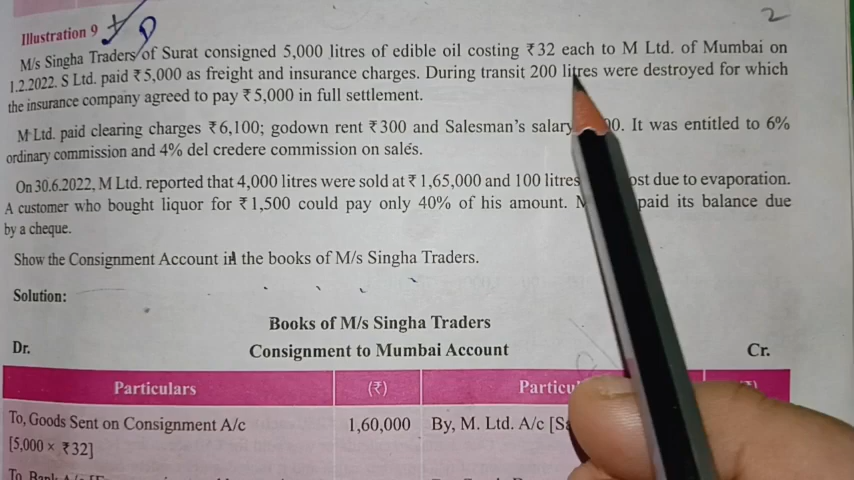 2
Illustration 9
M/s Singha Traders of Surat consigned 5,000 litres of edible oil costing ₹32 each to M Ltd. of Mumbai on
1.2.2022. S Ltd. paid ₹5,000 as freight and insurance charges. During transit 200 litres were destroyed for which
the insurance company agreed to pay ₹5,000 in full settlement.
M Ltd. paid clearing charges ₹6,100; godown rent ₹300 and Salesman's salary 00. It was entitled to 6%
ordinary commission and 4% del credere commission on sales.
On 30.6.2022, M Ltd. reported that 4,000 litres were sold at ₹1,65,000 and 100 litres ost due to evaporation.
A customer who bought liquor for ₹1,500 could pay only 40% of his amount. M paid its balance due
by a cheque.
Show the Consignment Account in the books of M/s Singha Traders.
Solution:
Books of M/s Singha Traders
Dr. Consignment to Mumbai Account Cr.
Particulars (₹) Particu (₹)
To, Goods Sent on Consignment A/c 1,60,000 By, M. Ltd. A/c [Sa
[5,000 × ₹32]
To Bank A/c